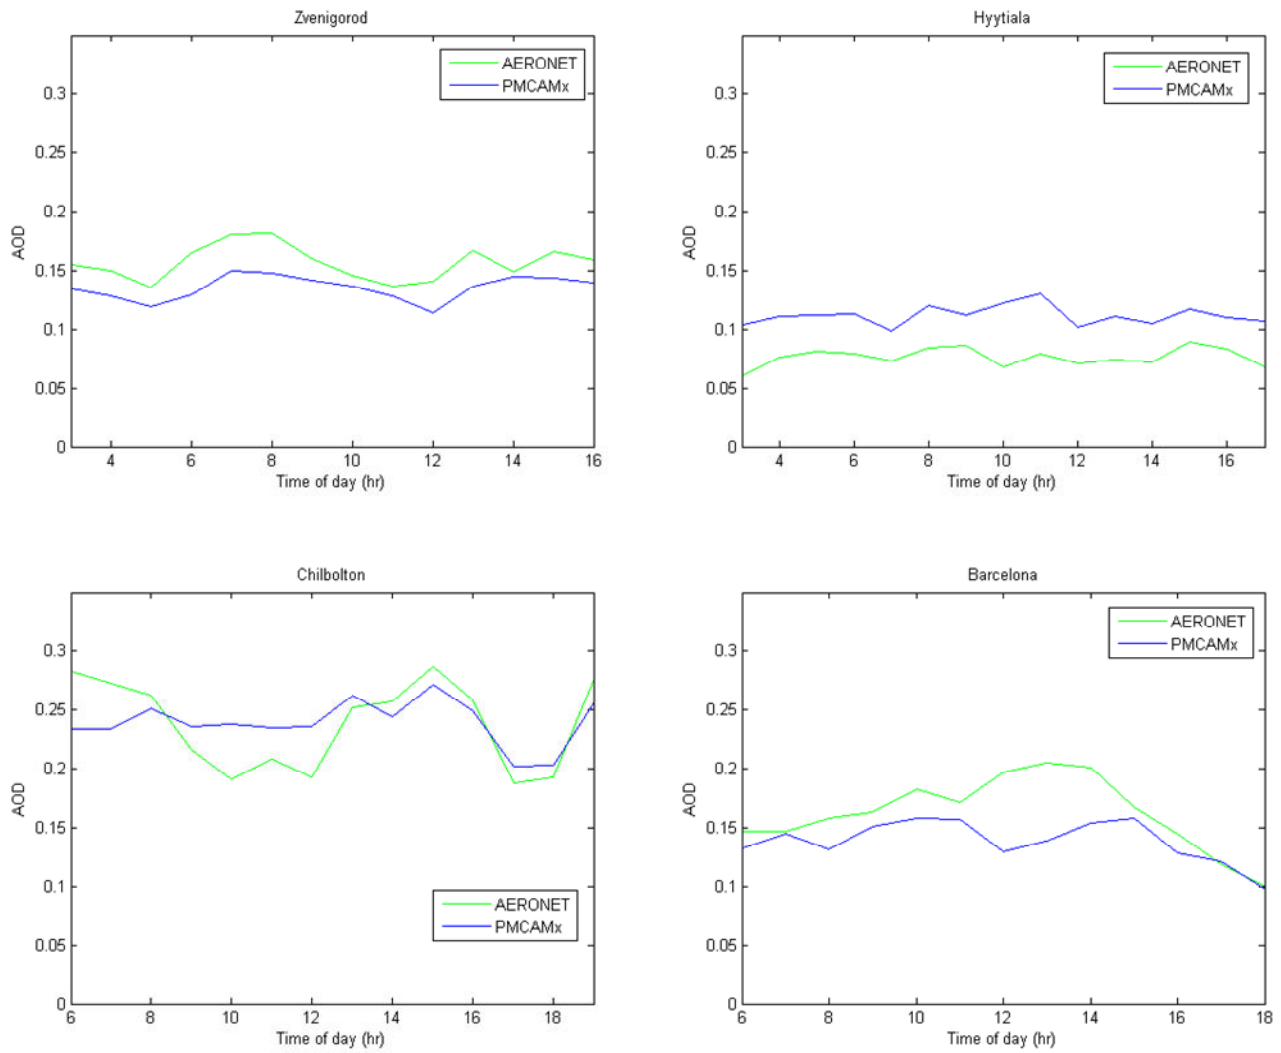 Zvenigorod
AERONET
PMCAMx
0.3
0.25
0.2
0.15
0.1
0.05
0
AOD
4 6 8 10 12 14 16
Time of day (hr)
Hyytiala
AERONET
PMCAMx
0.3
0.25
0.2
0.15
0.1
0.05
0
AOD
4 6 8 10 12 14 16
Time of day (hr)
Chilbolton
0.3
0.25
0.2
0.15
0.1
0.05
0
AOD
AERONET
PMCAMx
6 8 10 12 14 16 18
Time of day (hr)
Barcelona
AERONET
PMCAMx
0.3
0.25
0.2
0.15
0.1
0.05
0
AOD
6 8 10 12 14 16 18
Time of day (hr)